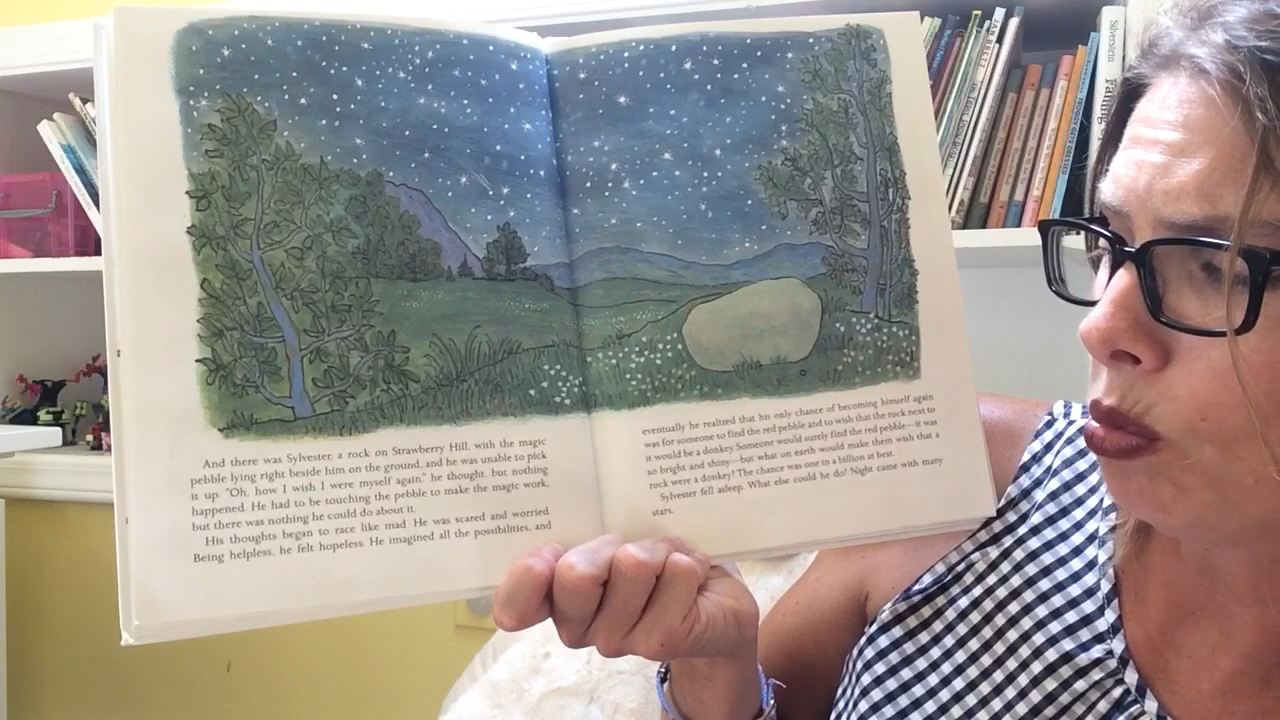 And there was Sylvester, a rock on Strawberry Hill, with the magic
pebble lying right beside him on the ground, and he was unable to pick
it up. "Oh, how I wish I were myself again," he thought, but nothing
happened. He had to be touching the pebble to make the magic work,
but there was nothing he could do about it.
His thoughts began to race like mad. He was scared and worried.
Being helpless, he felt hopeless. He imagined all the possibilities, and
eventually he realized that his only chance of becoming himself again
was for someone to find the red pebble and to wish that the rock next to
it would be a donkey. Someone would surely find the red pebble—it was
so bright and shiny—but what on earth would make them wish that a
rock were a donkey? The chance was one in a billion at best.
Sylvester fell asleep. What else could he do? Night came with many
stars.
JAN BRETT
Silverstein
Falling